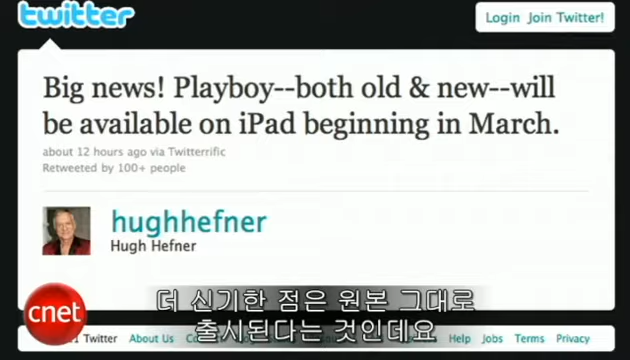 twitter
Login Join Twitter!
Big news! Playboy--both old & new--will
be available on iPad beginning in March.
about 12 hours ago via Twitterrific
Retweeted by 100+ people
hughhefner
Hugh Hefner
더 신기한 점은 원본 그대로
출시된다는 것인데요
cnet
Twitter About Us Help Jobs Terms Privacy